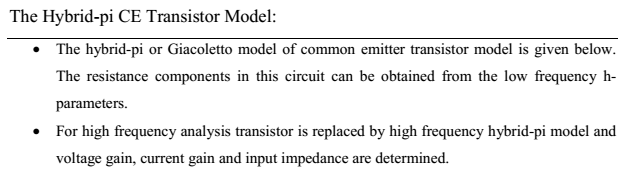 The Hybrid-pi CE Transistor Model:
• The hybrid-pi or Giacoletto model of common emitter transistor model is given below.
The resistance components in this circuit can be obtained from the low frequency h-
parameters.
• For high frequency analysis transistor is replaced by high frequency hybrid-pi model and
voltage gain, current gain and input impedance are determined.